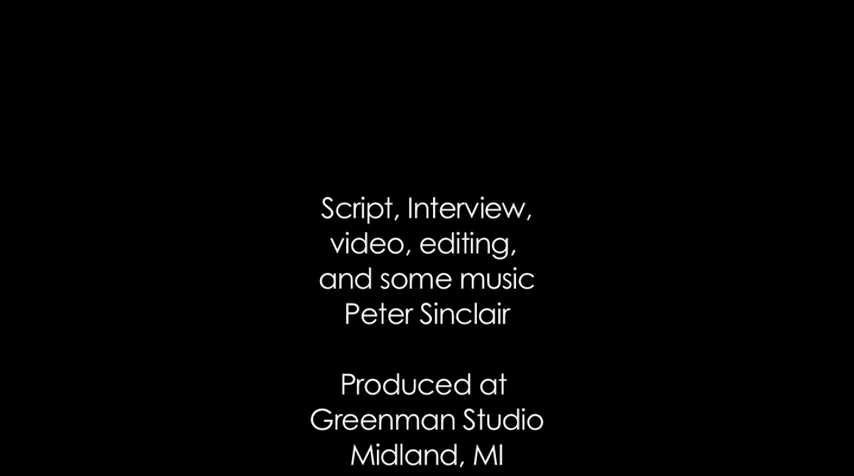 Script, Interview,
video, editing,
and some music
Peter Sinclair
Produced at
Greenman Studio
Midland, MI